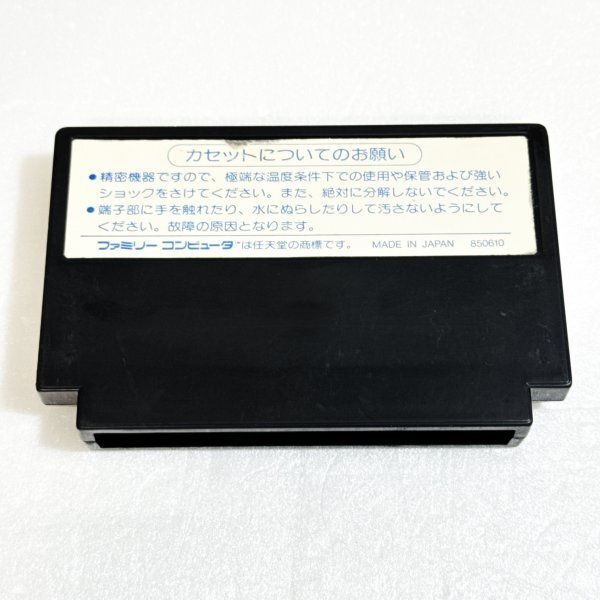 カセットについてのお願い
●精密機器ですので、極端な温度条件下での使用や保管および強い
ショックをさけてください。また、絶対に分解しないでください。
●端子部に手を触れたり、水にぬらしたりして汚さないようにして
ください。故障の原因となります。
ファミリーコンピュータ™は任天堂の商標です。 MADE IN JAPAN 850610